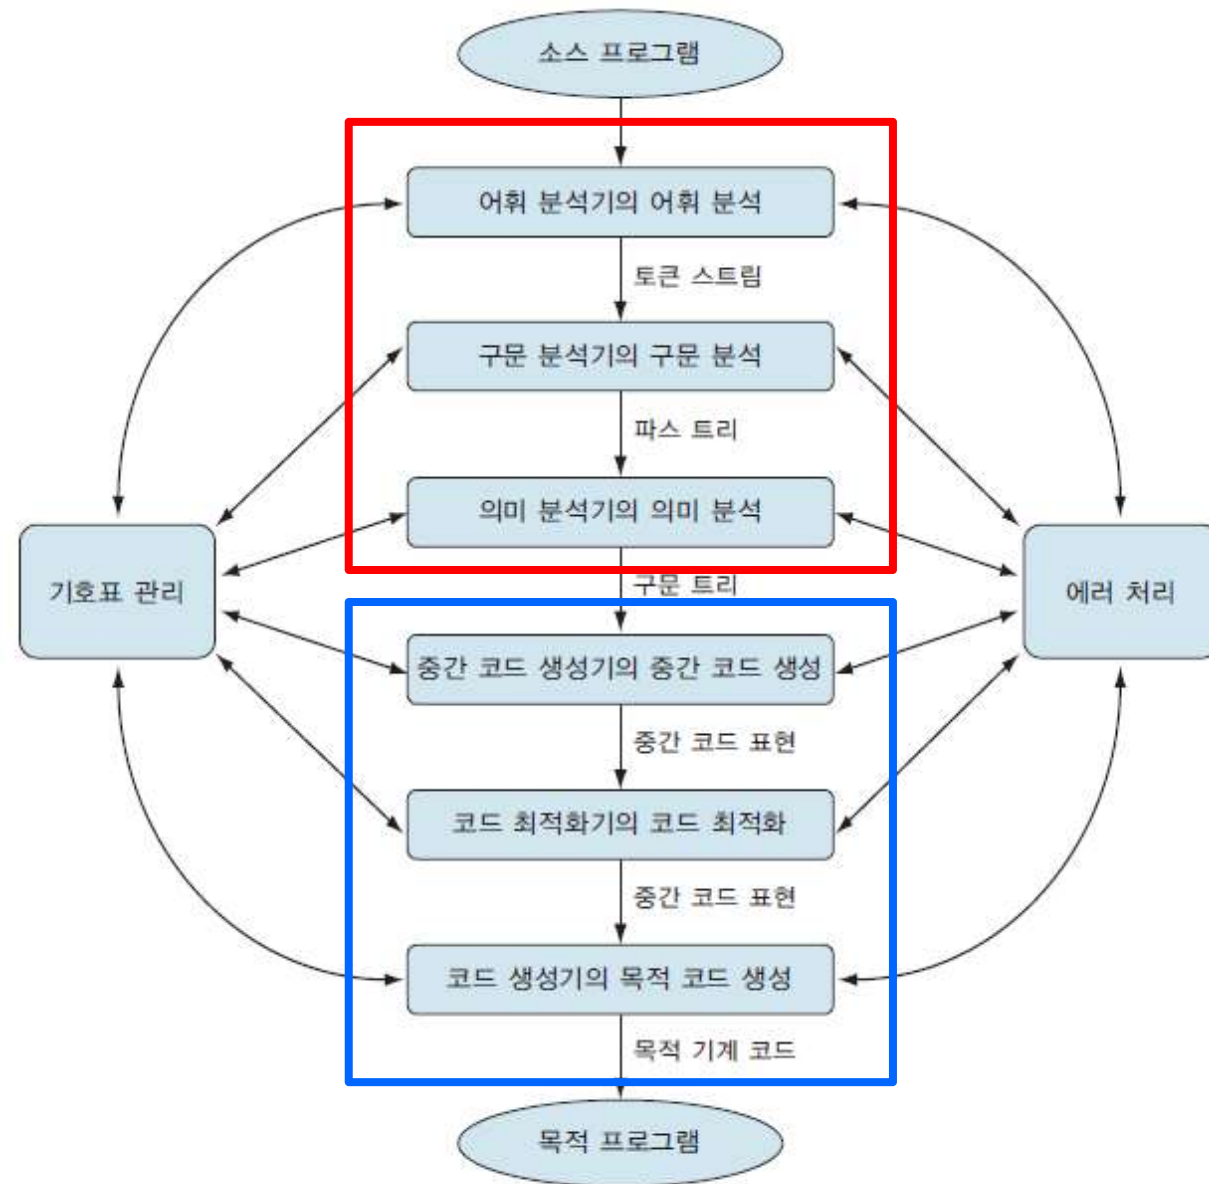 소스 프로그램
어휘 분석기의 어휘 분석
토큰 스트림
구문 분석기의 구문 분석
파스 트리
의미 분석기의 의미 분석
기호표 관리
구문 트리
에러 처리
중간 코드 생성기의 중간 코드 생성
중간 코드 표현
코드 최적화기의 코드 최적화
중간 코드 표현
코드 생성기의 목적 코드 생성
목적 기계 코드
목적 프로그램